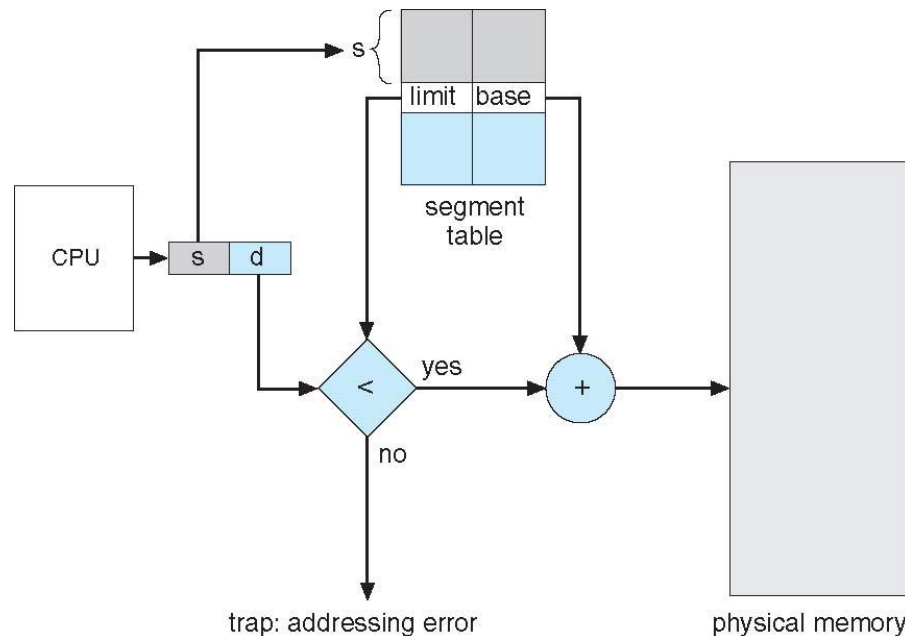 s
limit base
segment
table
CPU
s d
<
yes
+
no
trap: addressing error
physical memory